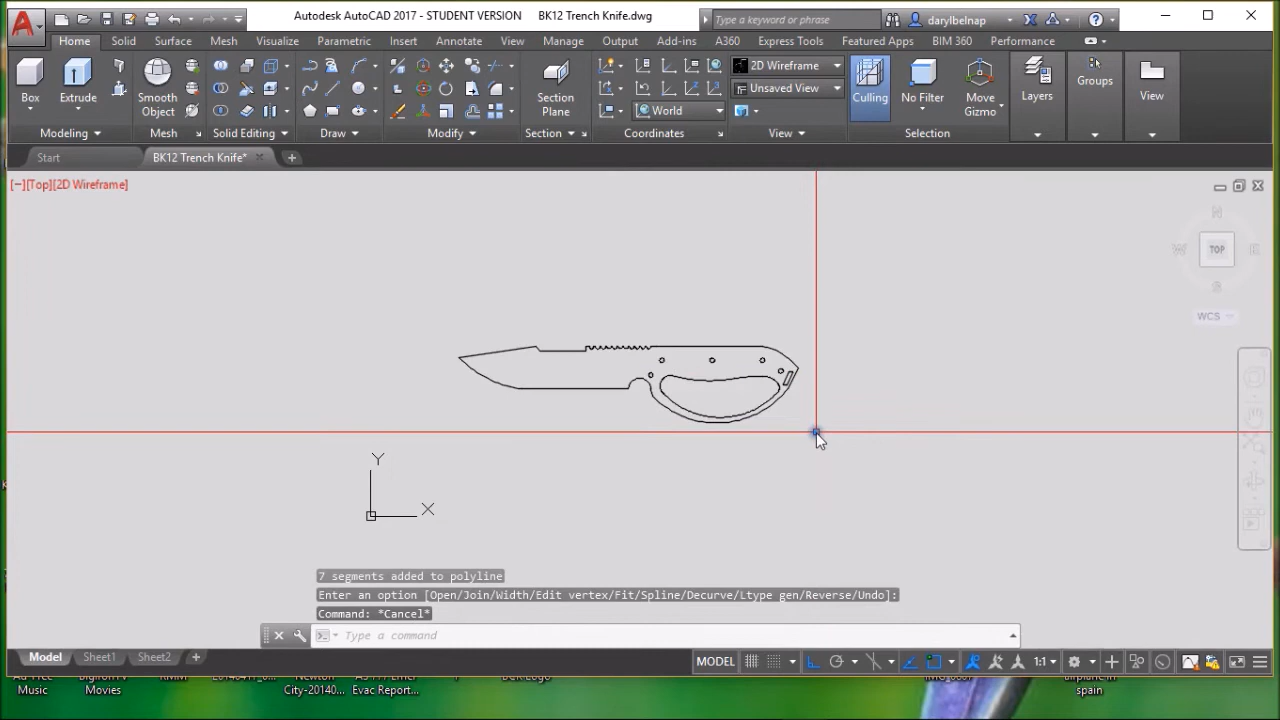 Autodesk AutoCAD 2017 - STUDENT VERSION BK12 Trench Knife.dwg
Type a keyword or phrase
darylbelnap
Home Solid Surface Mesh Visualize Parametric Insert Annotate View Manage Output Add-ins A360 Express Tools Featured Apps BIM 360 Performance
2D Wireframe
Unsaved View
World
Box
Extrude
Smooth Object
Section Plane
Culling
No Filter
Move Gizmo
Layers
Groups
View
Modeling Mesh Solid Editing Draw Modify Section Coordinates View Selection
Start
BK12 Trench Knife*
[−][Top][2D Wireframe]
N
W
TOP
E
S
WCS
Y
X
7 segments added to polyline
Enter an option [Open/Join/Width/Edit vertex/Fit/Spline/Decurve/Ltype gen/Reverse/Undo]:
Command: *Cancel*
Type a command
Model Sheet1 Sheet2
MODEL
1:1
Music
Movies
City-20140...
Evac Report...
spain